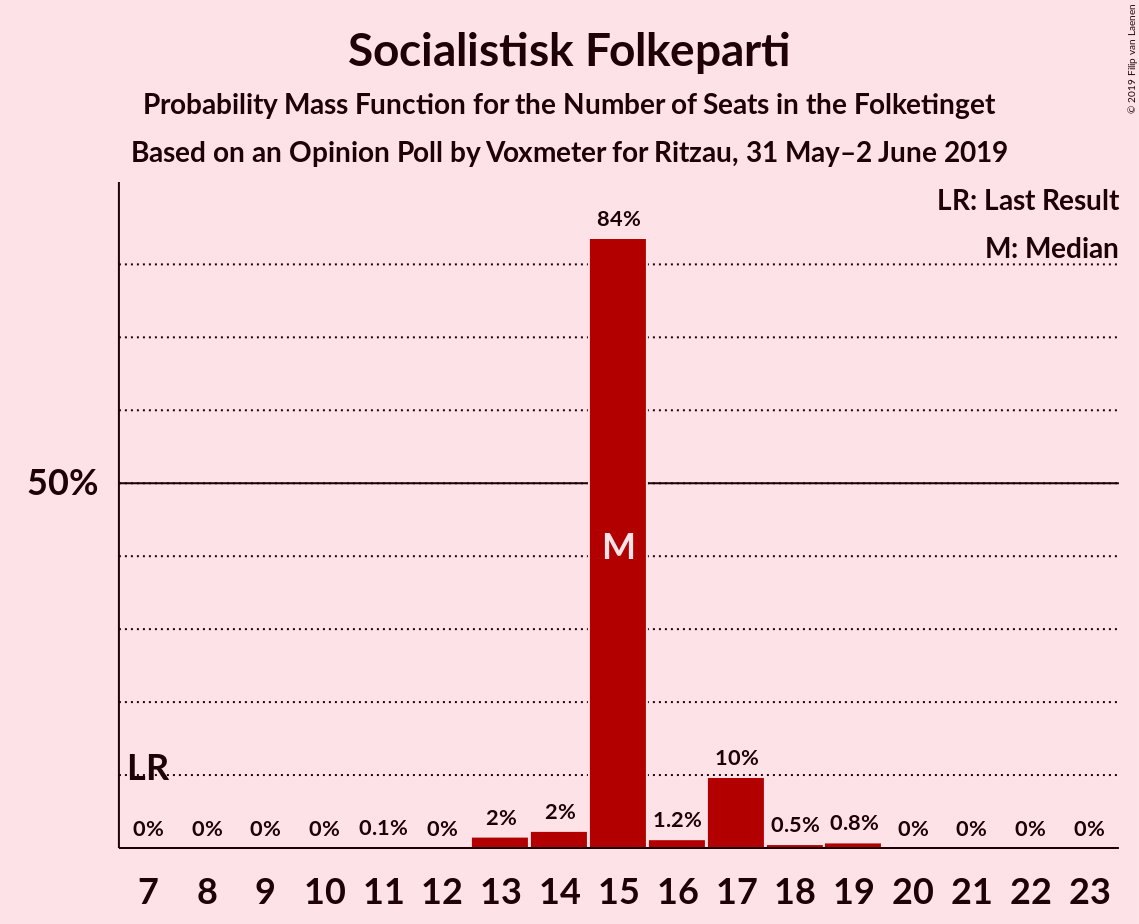 Socialistisk Folkeparti
Probability Mass Function for the Number of Seats in the Folketinget
Based on an Opinion Poll by Voxmeter for Ritzau, 31 May–2 June 2019
© 2019 Filip van Laenen
LR: Last Result
M: Median
84%
50%
M
LR
10%
0% 0% 0% 0% 0.1% 0% 2% 2% 1.2% 0.5% 0.8% 0% 0% 0% 0%
7 8 9 10 11 12 13 14 15 16 17 18 19 20 21 22 23